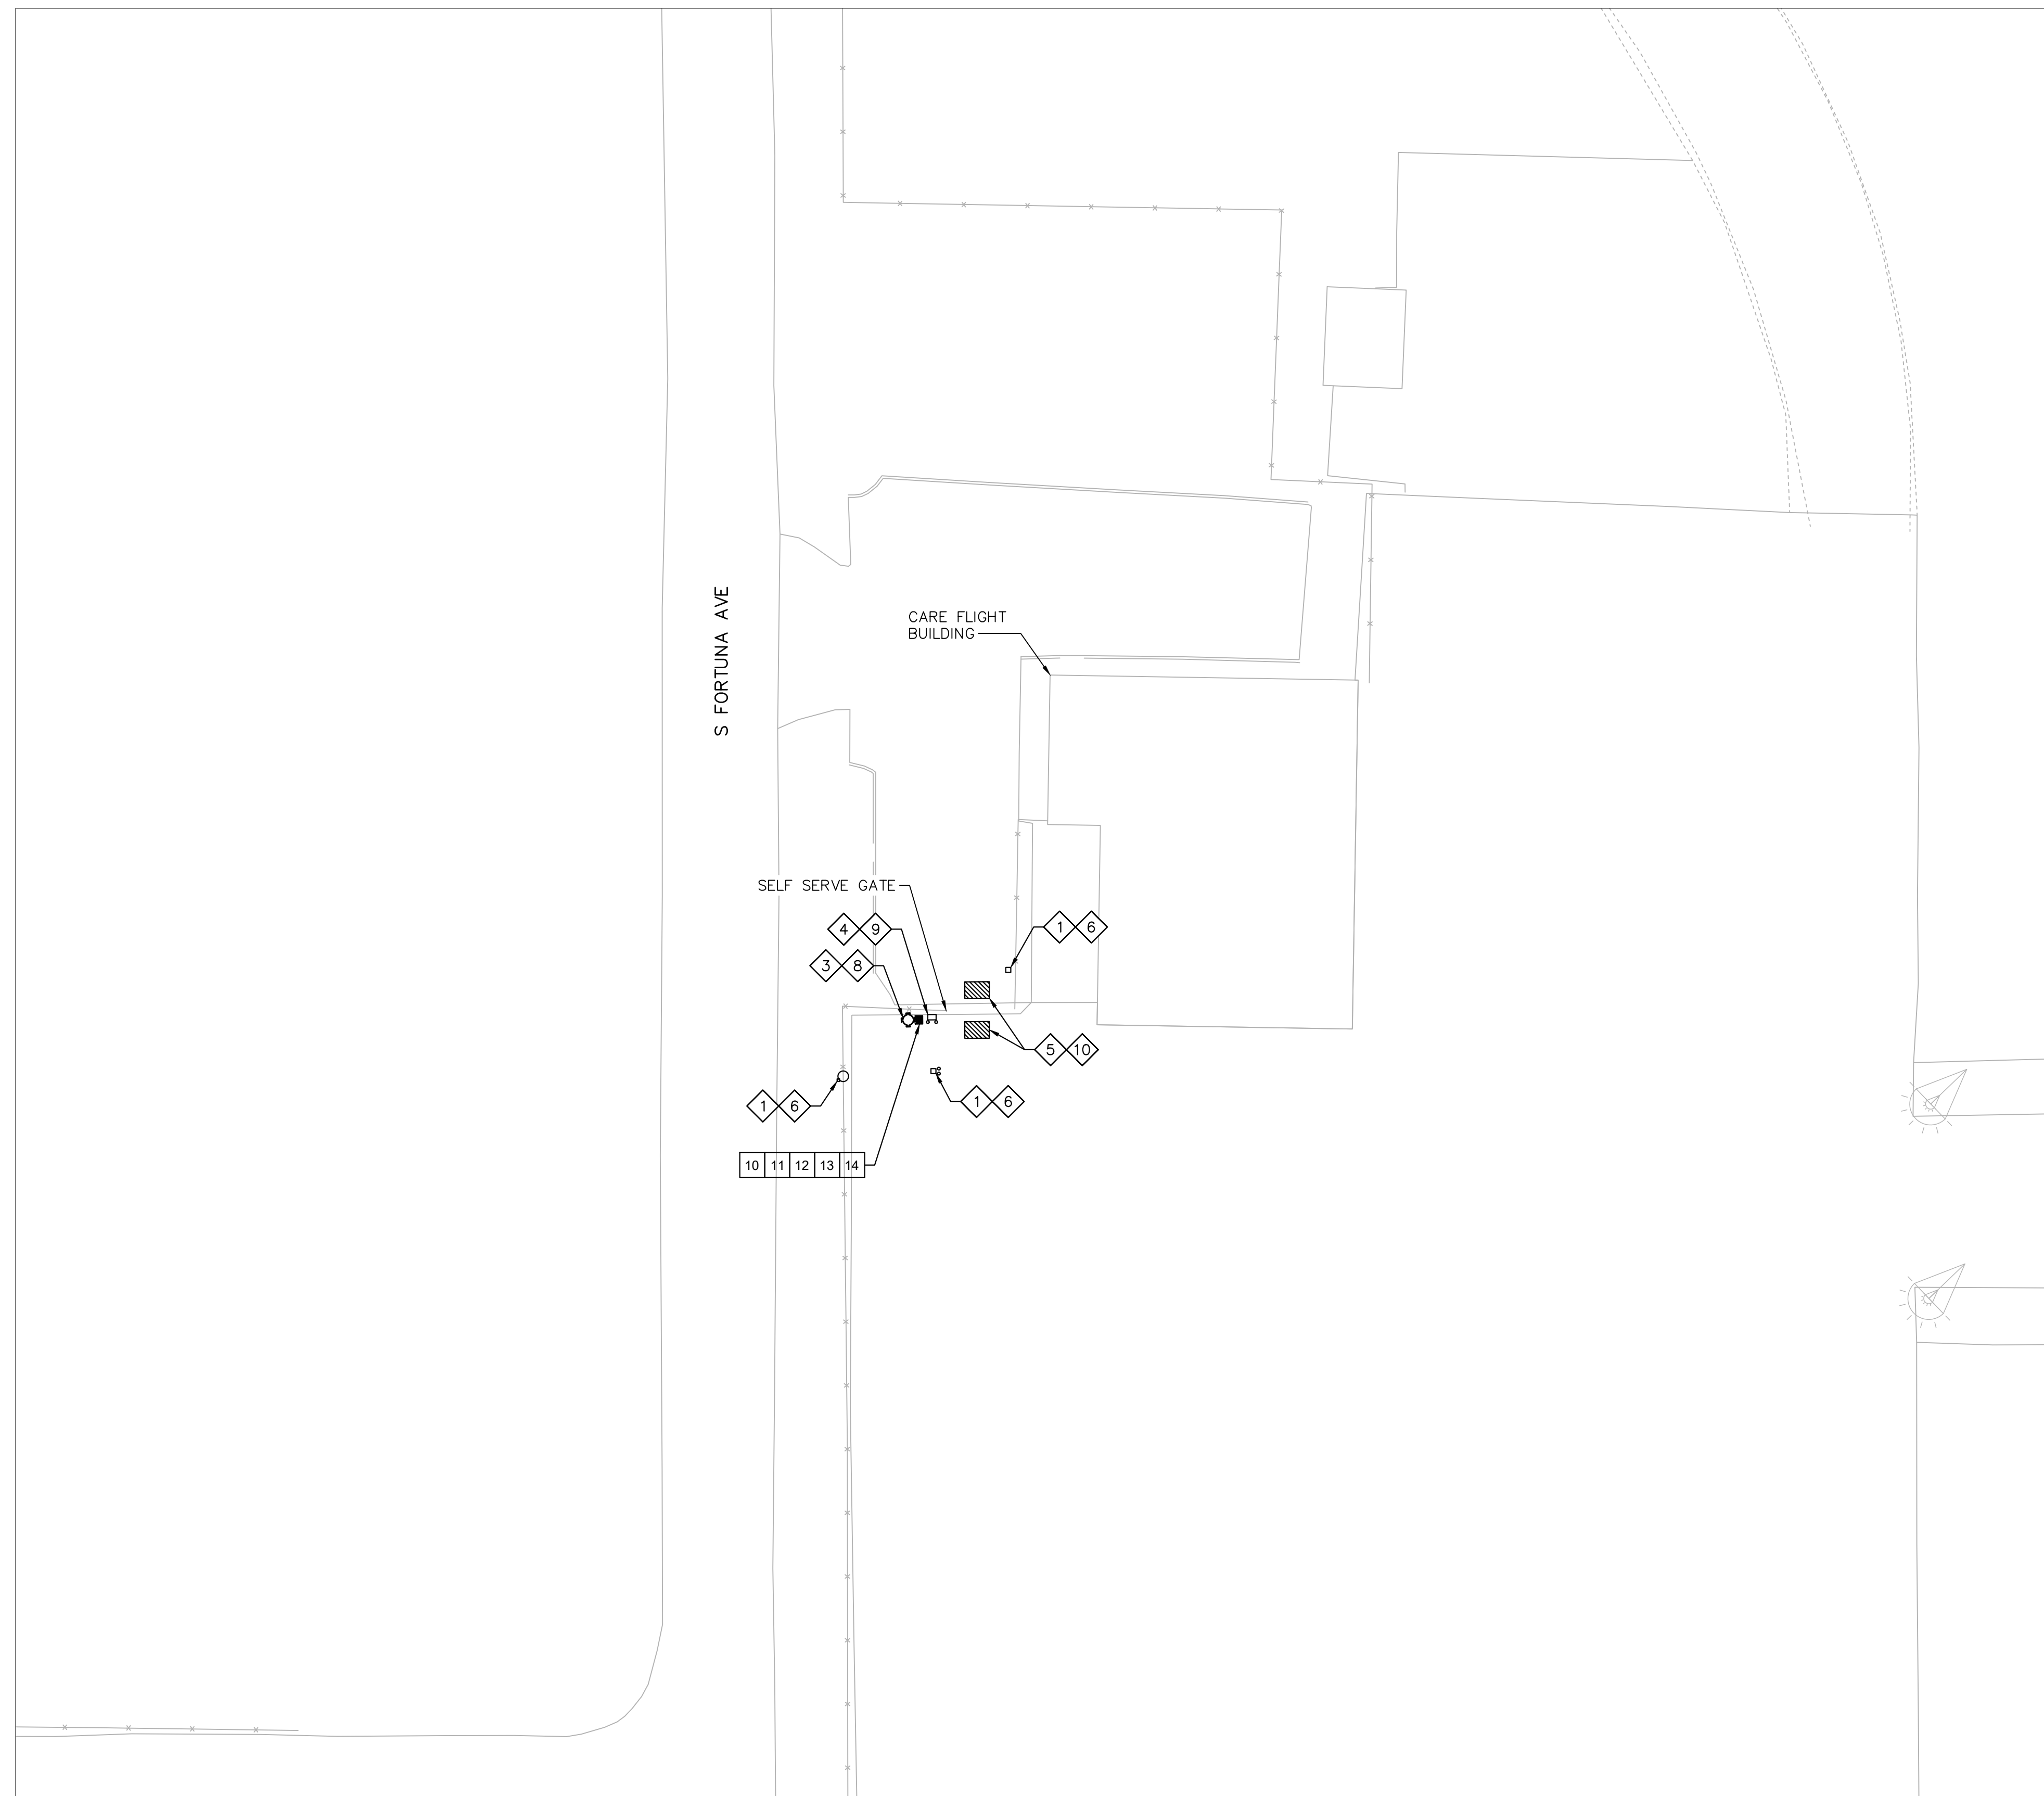 CARE FLIGHT
BUILDING
S FORTUNA AVE
SELF SERVE GATE
4 9
1 6
3 8
5 10
1 6
1 6
10 11 12 13 14